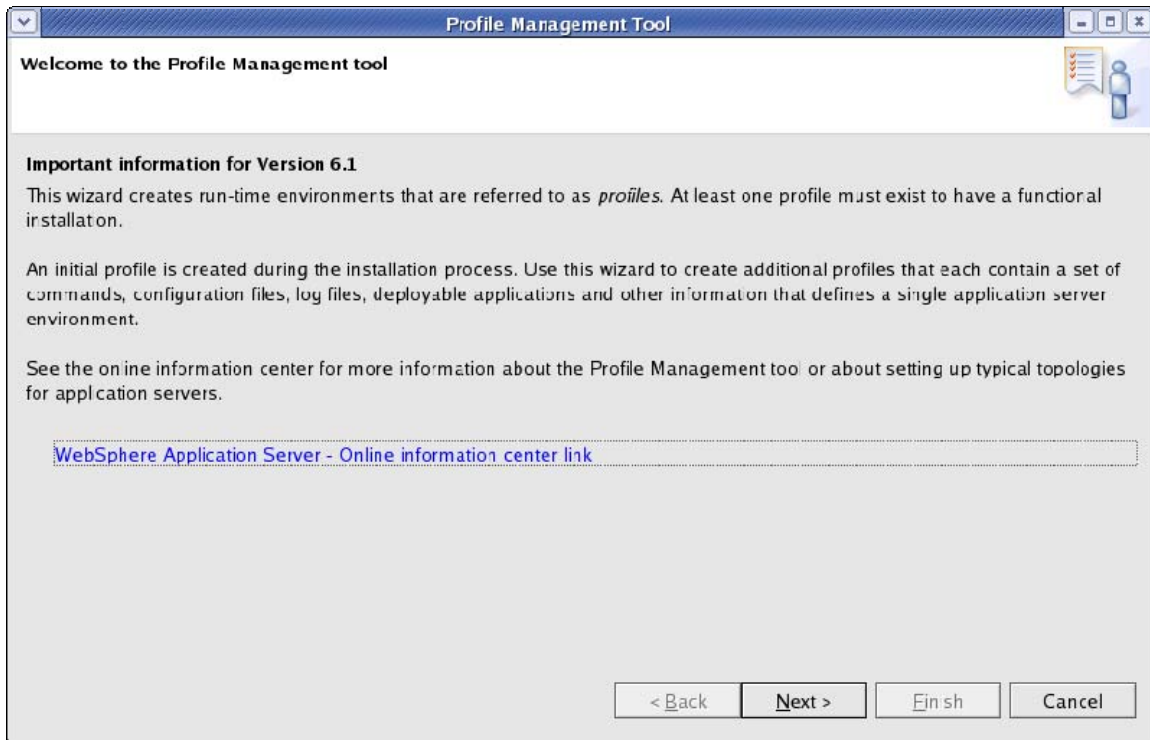 Profile Management Tool
Welcome to the Profile Management tool
Important information for Version 6.1
This wizard creates run-time environments that are referred to as profiles. At least one profile must exist to have a functional
installation.
An initial profile is created during the installation process. Use this wizard to create additional profiles that each contain a set of
commands, configuration files, log files, deployable applications and other information that defines a single application server
environment.
See the online information center for more information about the Profile Management tool or about setting up typical topologies
for application servers.
WebSphere Application Server - Online information center link
< Back
Next >
Finish
Cancel